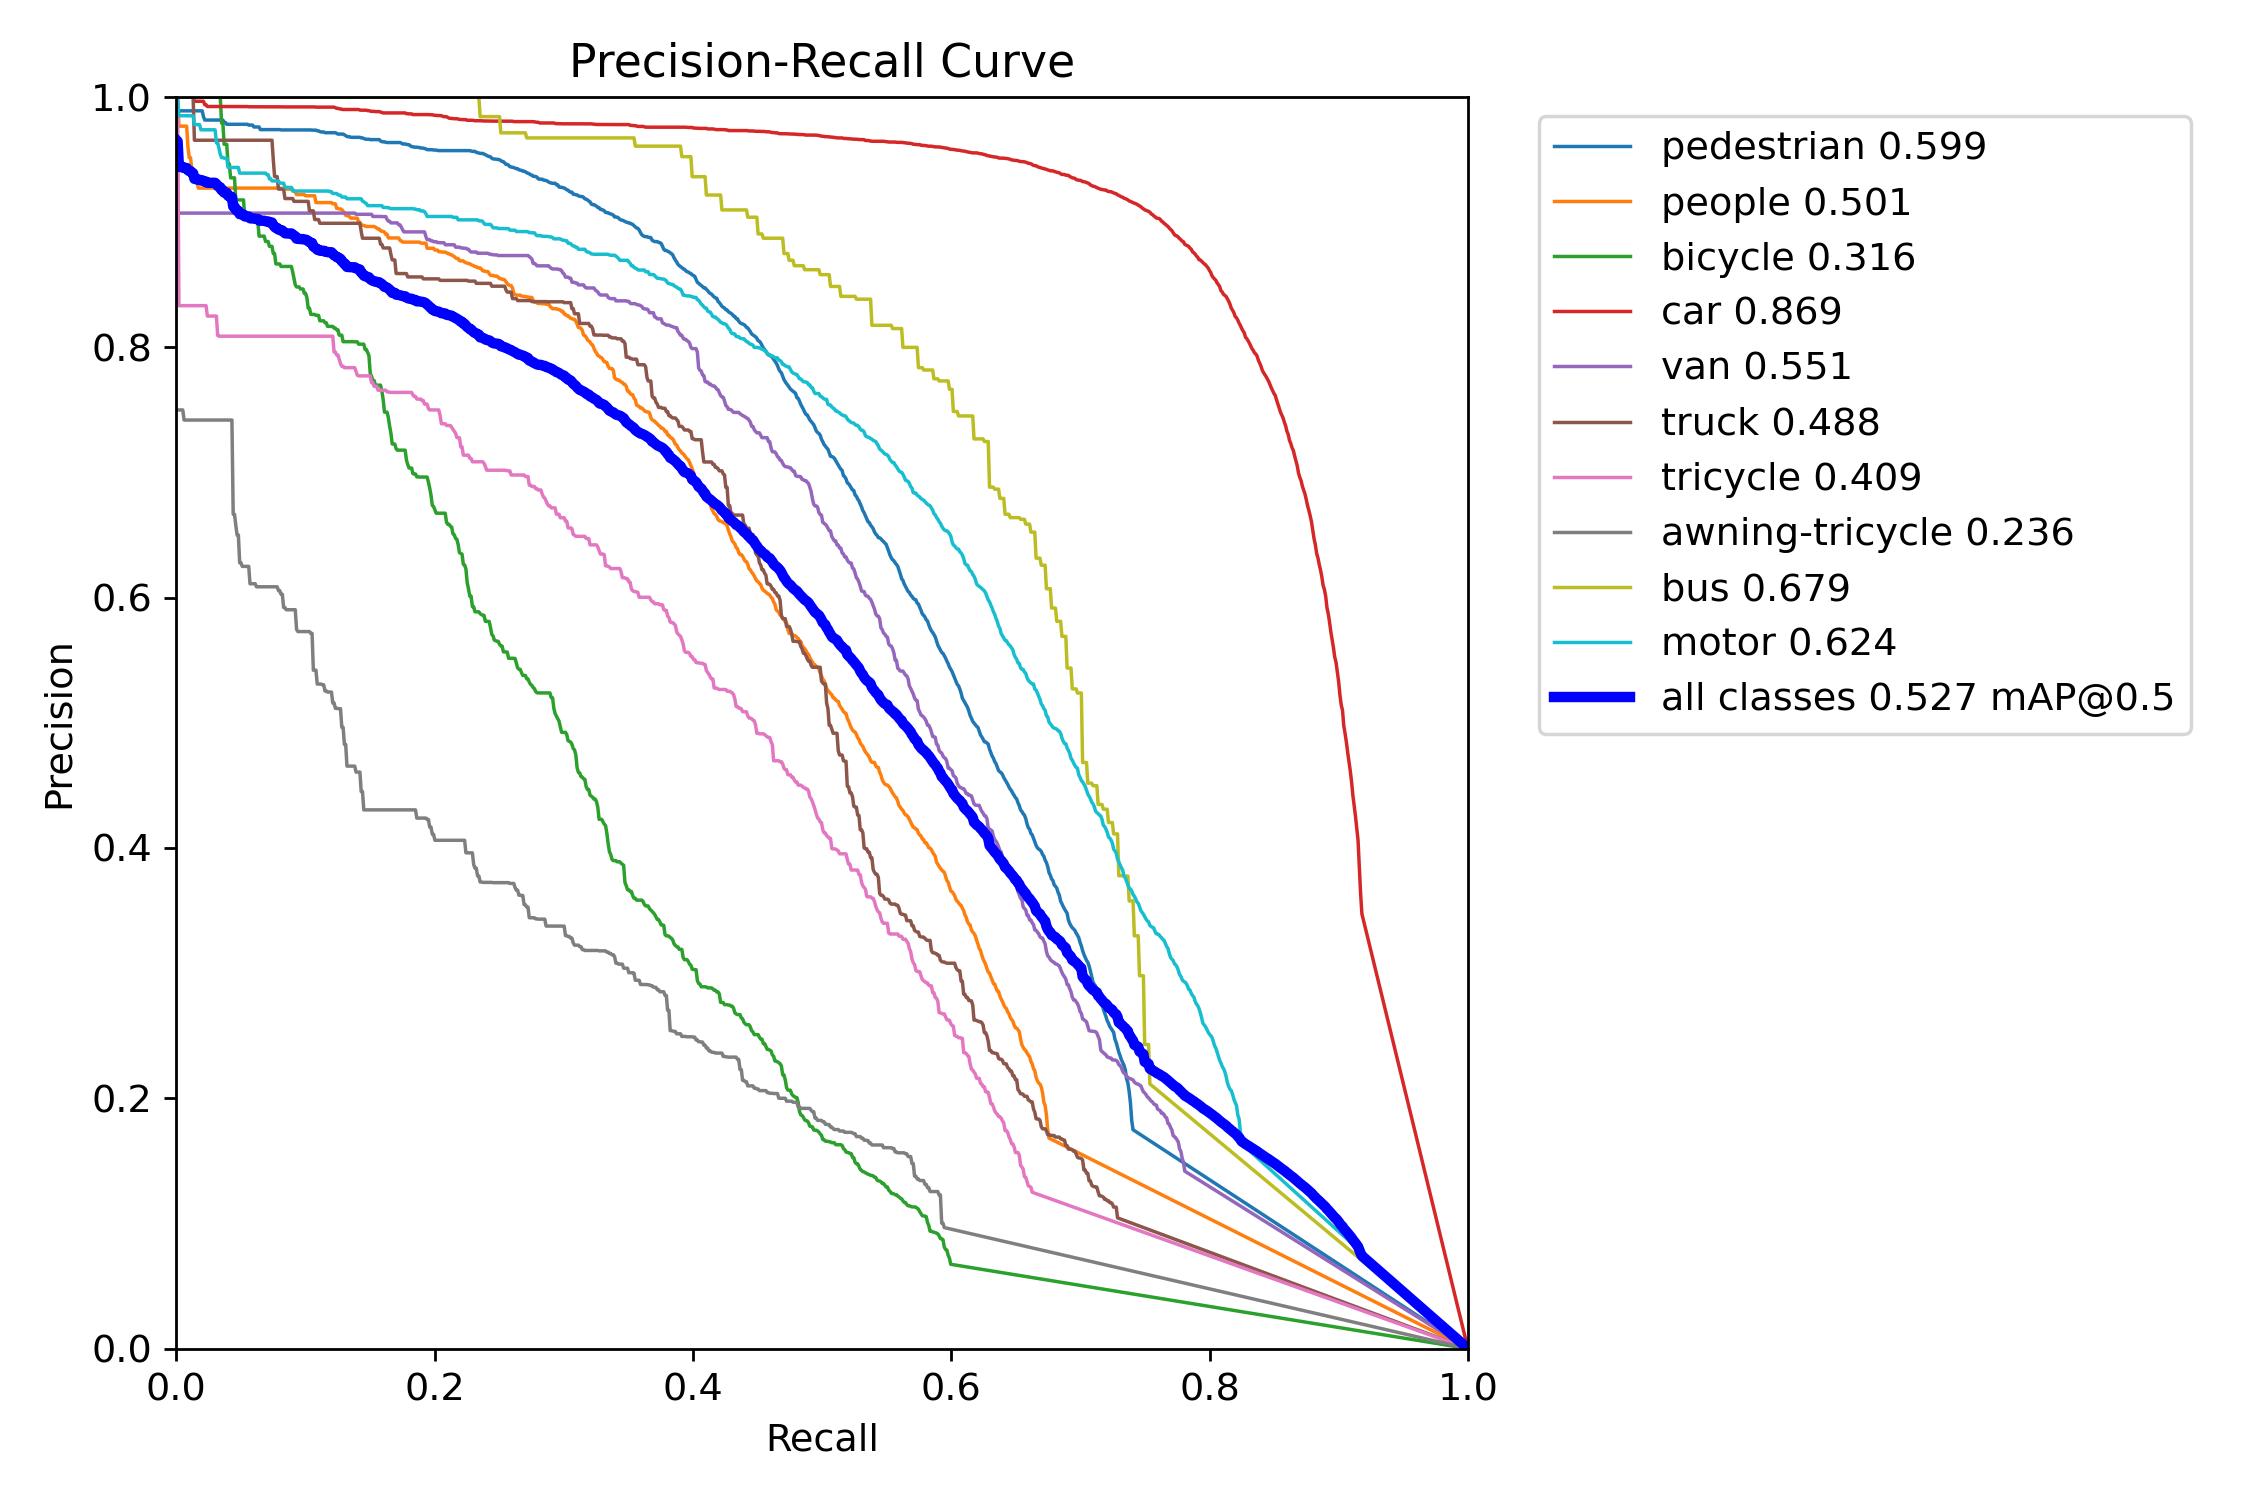 Precision-Recall Curve
1.0
0.8
0.6
0.4
0.2
0.0
Precision
0.0 0.2 0.4 0.6 0.8 1.0
Recall
pedestrian 0.599
people 0.501
bicycle 0.316
car 0.869
van 0.551
truck 0.488
tricycle 0.409
awning-tricycle 0.236
bus 0.679
motor 0.624
all classes 0.527 mAP@0.5